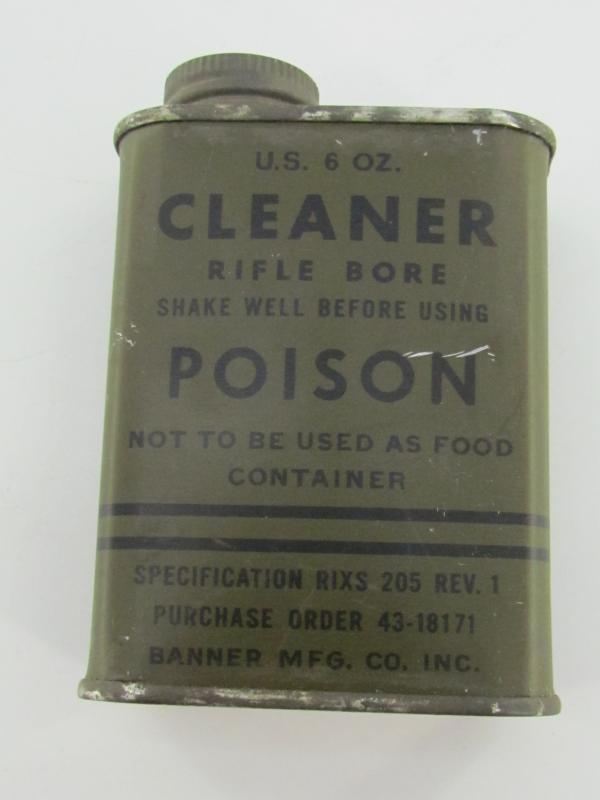 U.S. 6 OZ.
CLEANER
RIFLE BORE
SHAKE WELL BEFORE USING
POISON
NOT TO BE USED AS FOOD
CONTAINER
SPECIFICATION RIXS 205 REV. 1
PURCHASE ORDER 43-18171
BANNER MFG. CO. INC.